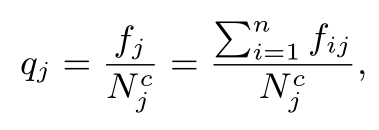 q_j = \frac{f_j}{N_j^c} = \frac{\sum_{i=1}^{n} f_{ij}}{N_j^c},